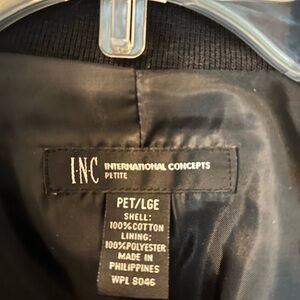 I·N·C INTERNATIONAL CONCEPTS
PETITE
PET/LGE
SHELL:
100%COTTON
LINING:
100%POLYESTER
MADE IN
PHILIPPINES
WPL 8046